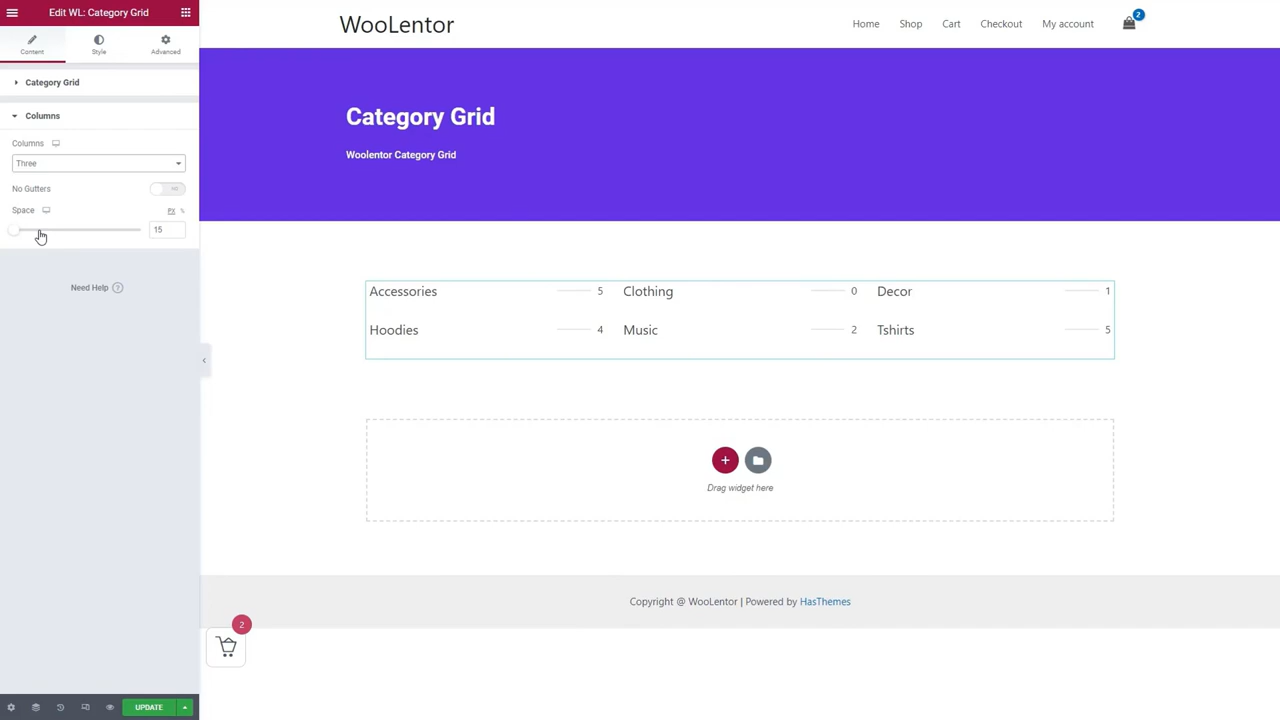 Edit WL: Category Grid
Content
Style
Advanced
Category Grid
Columns
Columns
Three
No Gutters
NO
Space
PX %
15
Need Help ?
UPDATE
WooLentor
Home Shop Cart Checkout My account 2
Category Grid
Woolentor Category Grid
Accessories 5 Clothing 0 Decor 1
Hoodies 4 Music 2 Tshirts 5
Drag widget here
Copyright @ WooLentor | Powered by HasThemes
2